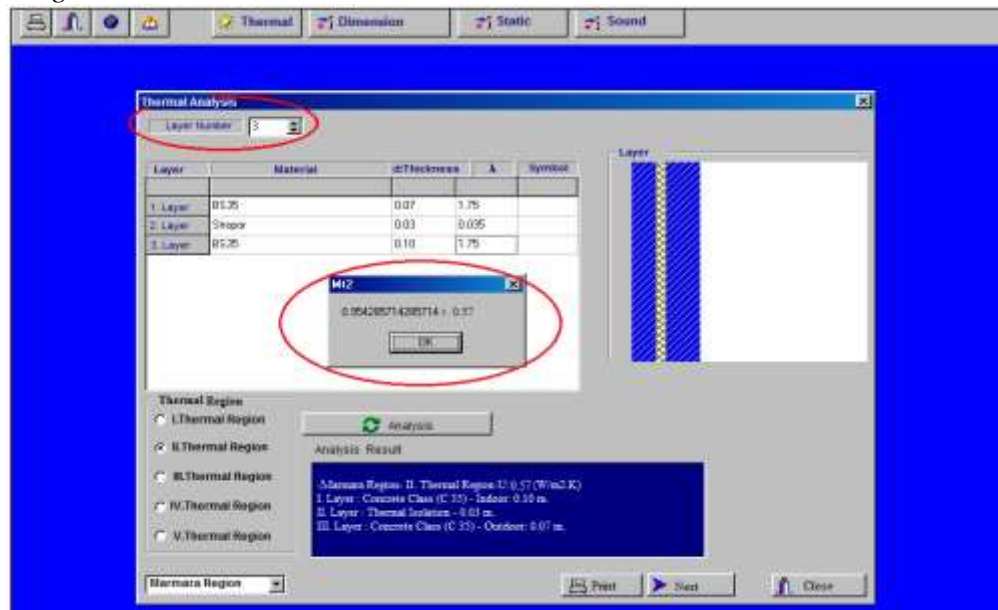 Thermal Dimension Static Sound
Thermal Analysis
Layer Number 3
Layer Material d:Thickness λ Symbol
1. Layer BS35 0.07 1.75
2. Layer Stropor 0.03 0.035
3. Layer BS35 0.10 1.75
Layer
Mt2
0.954285714285714 : 0.57
OK
Thermal Region
I.Thermal Region
II.Thermal Region
III.Thermal Region
IV.Thermal Region
V.Thermal Region
Analysis
Analysis Result
-Marmara Region- II. Thermal Region U:0,57 (W/m2.K)
I. Layer : Concrete Class (C 35) - Indoor: 0.10 m.
II. Layer : Thermal Isolation - 0.03 m.
III. Layer : Concrete Class (C 35) - Outdoor: 0.07 m.
Marmara Region
Print Next Close